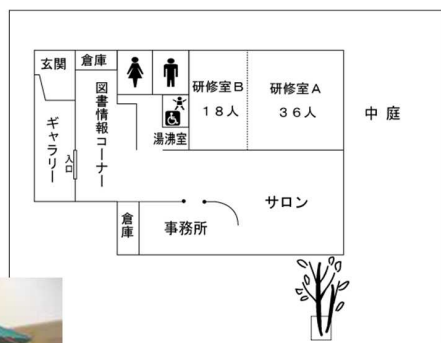 玄関
倉庫
図書情報コーナー
研修室B
18人
研修室A
36人
中庭
湯沸室
ギャラリー
入口
サロン
倉庫
事務所